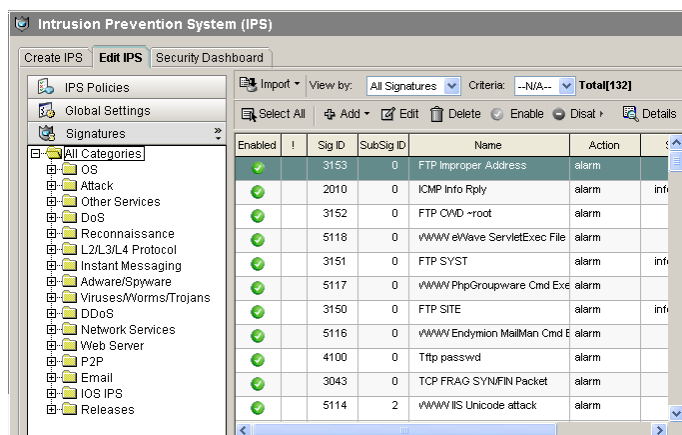 Intrusion Prevention System (IPS)
Create IPS Edit IPS Security Dashboard
IPS Policies
Global Settings
Signatures
All Categories
OS
Attack
Other Services
DoS
Reconnaissance
L2/L3/L4 Protocol
Instant Messaging
Adware/Spyware
Viruses/Worms/Trojans
DDoS
Network Services
Web Server
P2P
Email
IOS IPS
Releases
Import View by: All Signatures Criteria: --N/A-- Total[132]
Select All Add Edit Delete Enable Disab Details
Enabled ! Sig ID SubSig ID Name Action
3153 0 FTP Improper Address alarm
2010 0 ICMP Info Rply alarm info
3152 0 FTP CWD ~root alarm
5118 0 WWW eWave ServletExec File alarm
3151 0 FTP SYST alarm info
5117 0 WWW PhpGroupware Cmd Exe alarm
3150 0 FTP SITE alarm info
5116 0 WWW Endymion MailMan Cmd E alarm
4100 0 Tftp passwd alarm
3043 0 TCP FRAG SYN/FIN Packet alarm
5114 2 WWW IIS Unicode attack alarm